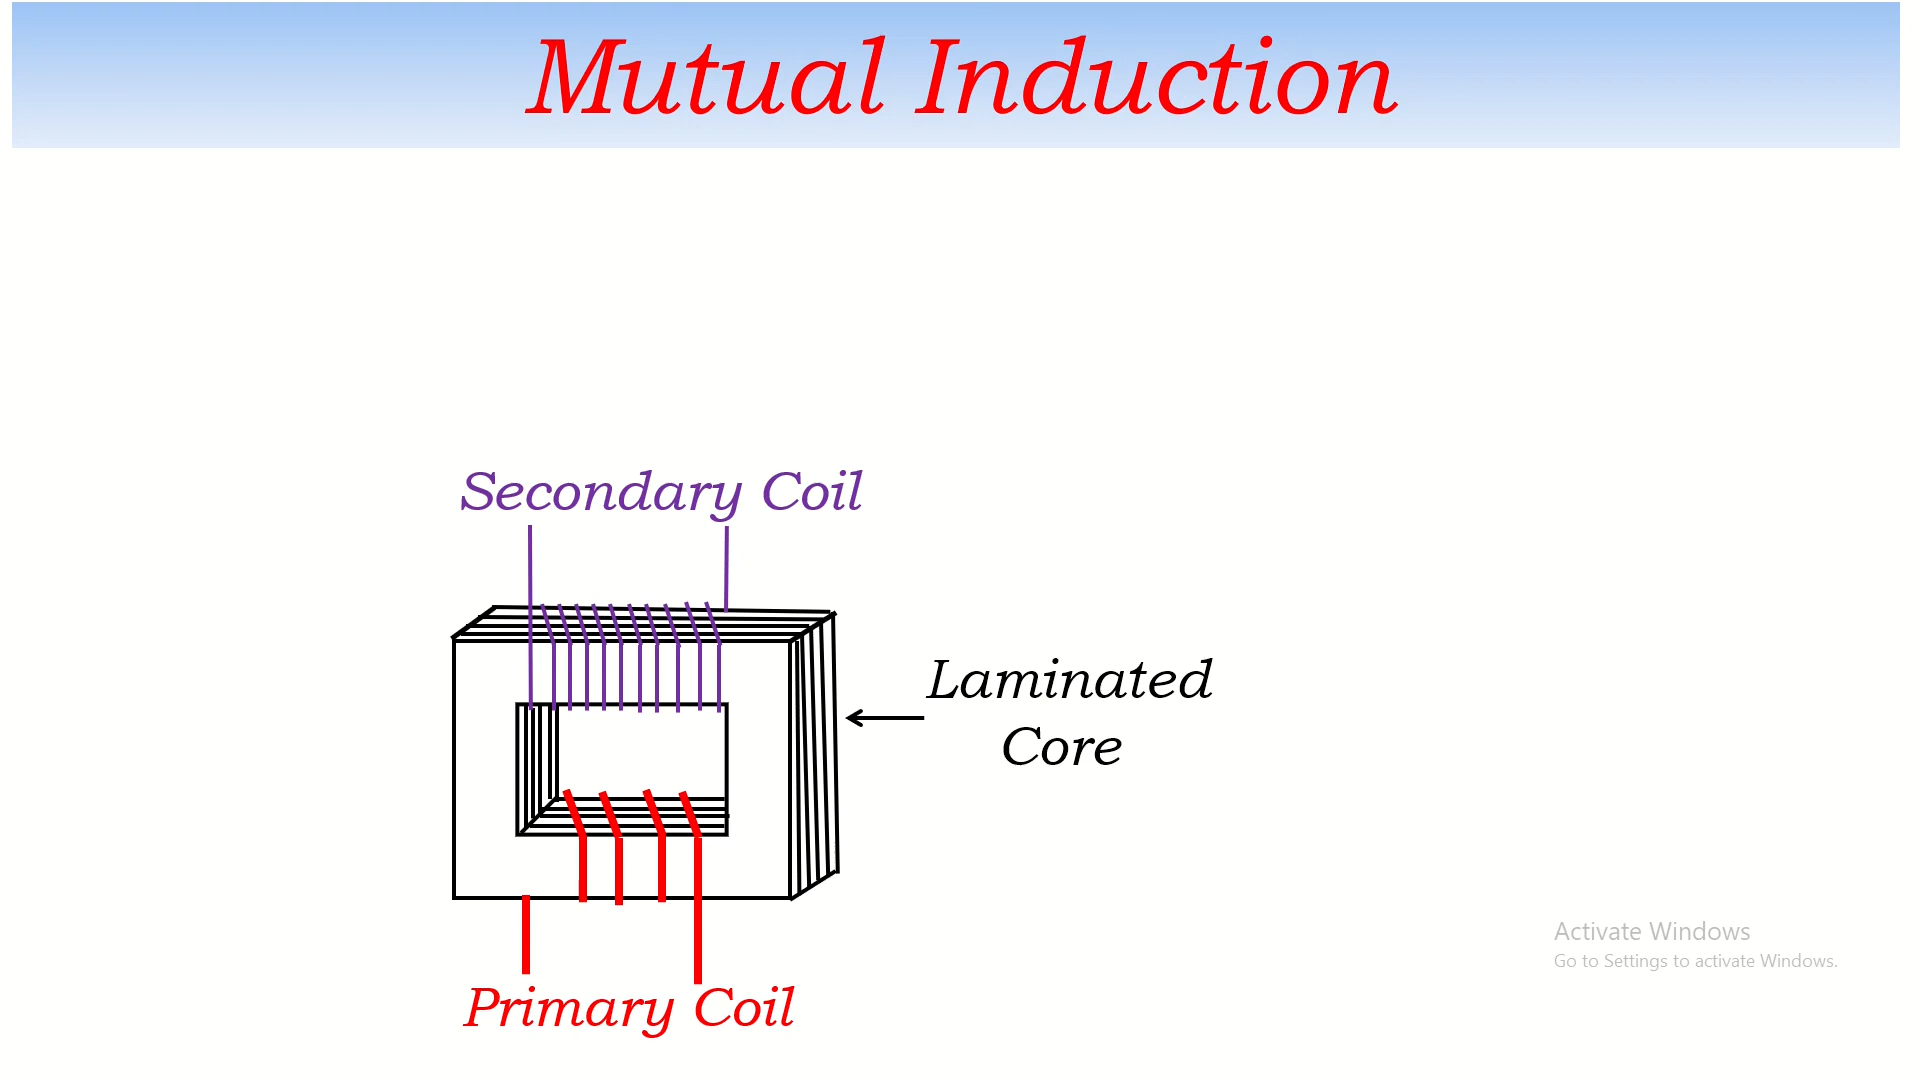 Mutual Induction
Secondary Coil
Laminated
Core
Activate Windows
Go to Settings to activate Windows.
Primary Coil